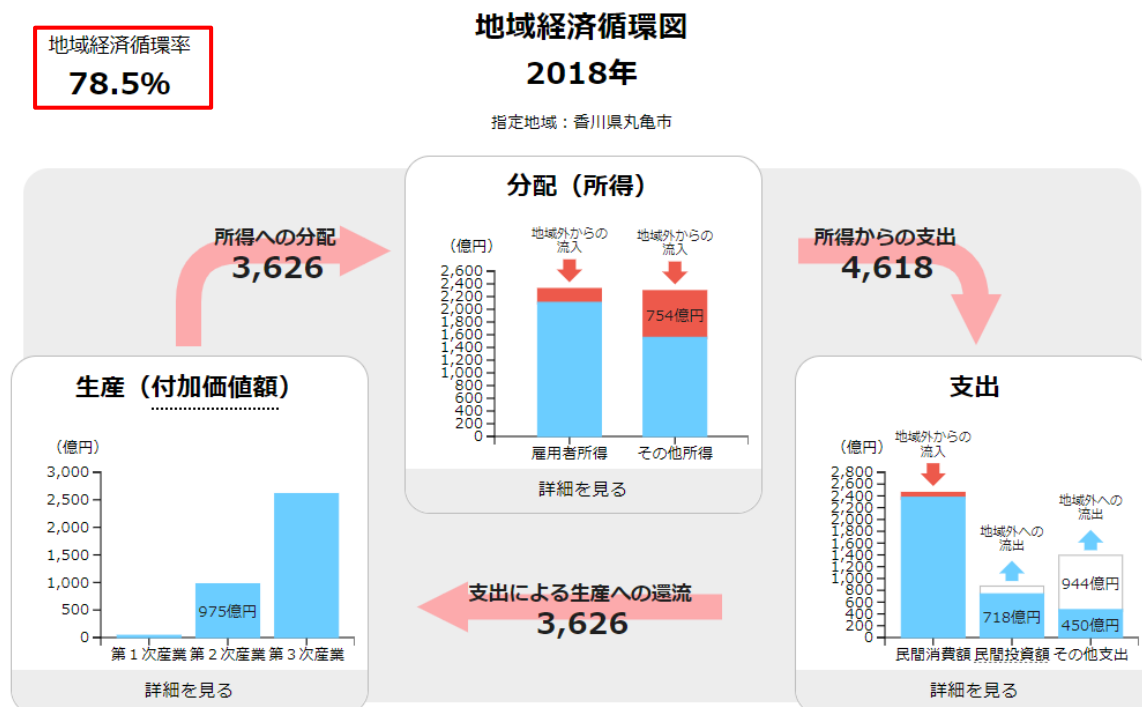 地域経済循環率
78.5%
地域経済循環図
2018年
指定地域：香川県丸亀市
所得への分配
3,626
分配（所得）
（億円）
地域外からの
流入
地域外からの
流入
2,600
2,400
2,200
2,000
1,800
1,600
1,400
1,200
1,000
800
600
400
200
0
754億円
雇用者所得
その他所得
詳細を見る
所得からの支出
4,618
生産（付加価値額）
（億円）
3,000
2,500
2,000
1,500
1,000
500
0
975億円
第１次産業
第２次産業
第３次産業
詳細を見る
支出による生産への還流
3,626
支出
（億円）
地域外からの
流入
地域外への
流出
地域外への
流出
2,800
2,600
2,400
2,200
2,000
1,800
1,600
1,400
1,200
1,000
800
600
400
200
0
718億円
944億円
450億円
民間消費額
民間投資額
その他支出
詳細を見る